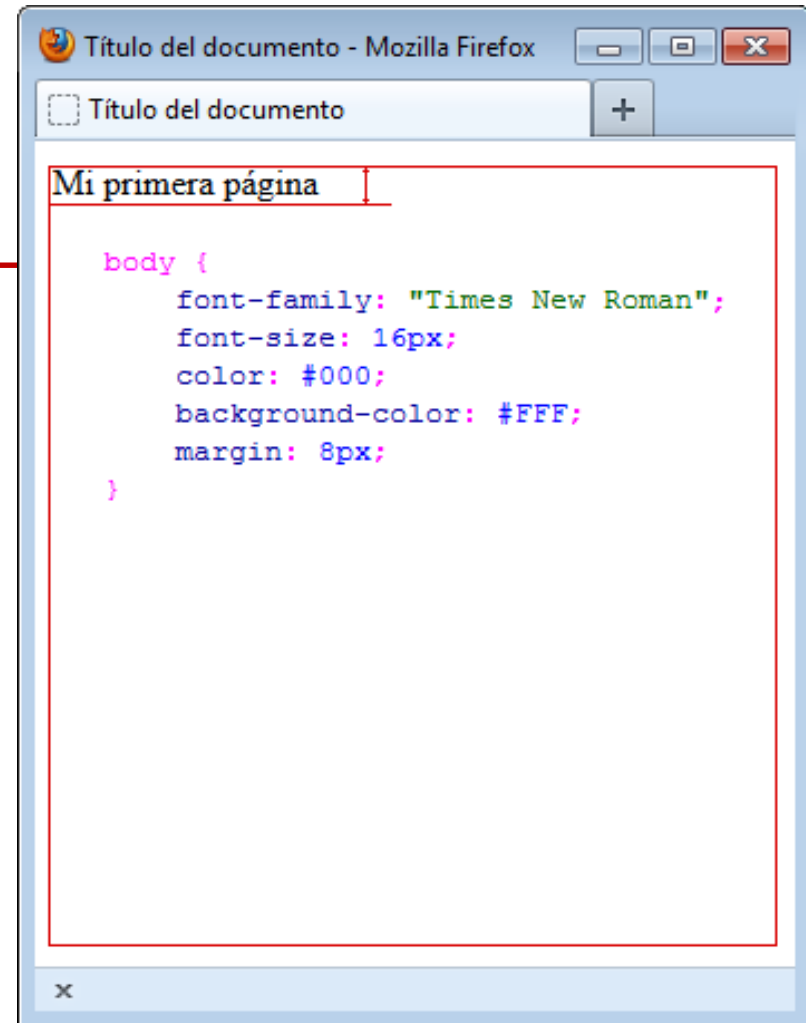 Título del documento - Mozilla Firefox
Título del documento
Mi primera página
body {
    font-family: "Times New Roman";
    font-size: 16px;
    color: #000;
    background-color: #FFF;
    margin: 8px;
}